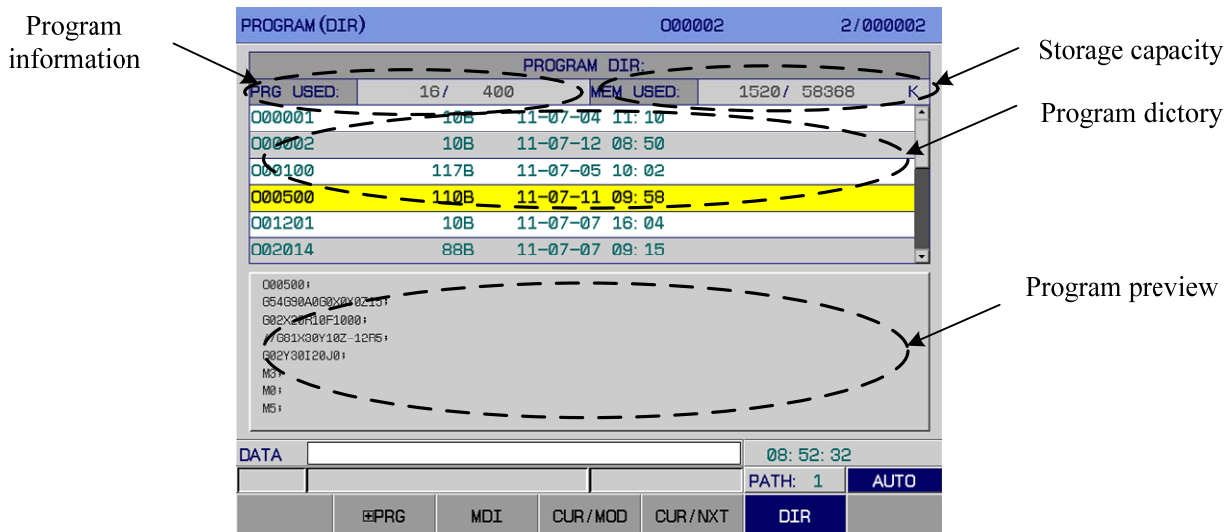 Program
information
PROGRAM(DIR) O00002 2/000002
PROGRAM DIR:
PRG USED: 16/ 400 MEM USED: 1520/ 58368 K
Storage capacity
O00001 10B 11-07-04 11:10
Program dictory
O00002 10B 11-07-12 08:50
O00100 117B 11-07-05 10:02
O00500 110B 11-07-11 09:58
O01201 10B 11-07-07 16:04
O02014 88B 11-07-07 09:15
O00500;
G54G90A0G0X0Y0Z15;
Program preview
G02X20R10F1000;
/7G81X30Y10Z-12R5;
G02Y30I20J0;
M3;
M0;
M5;
DATA 08:52:32
PATH: 1 AUTO
⊞PRG MDI CUR/MOD CUR/NXT DIR